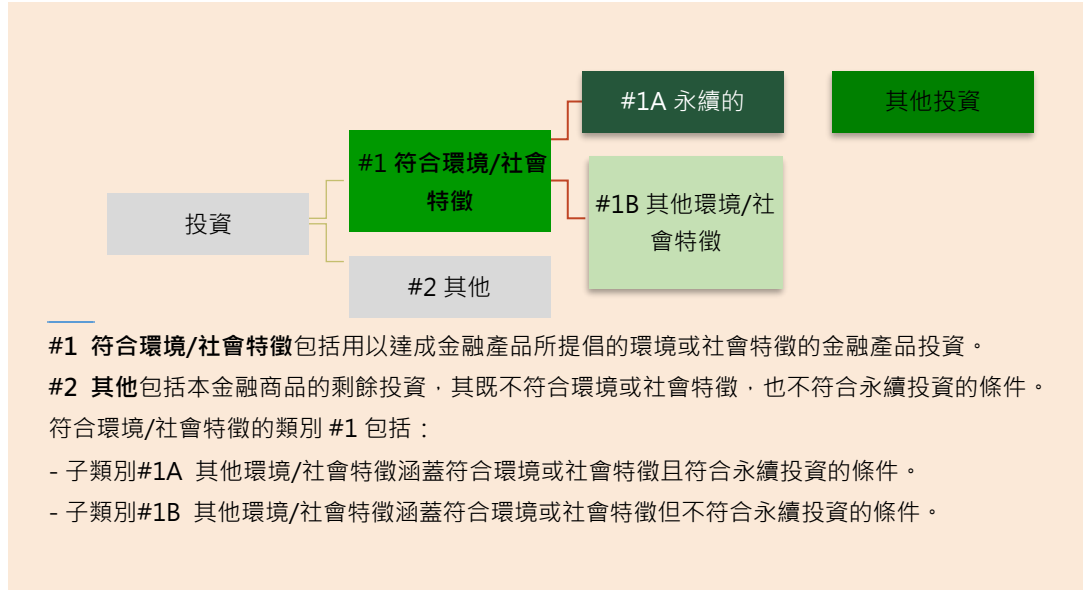 #1A 永續的
其他投資
#1 符合環境/社會
特徵
投資
#1B 其他環境/社
會特徵
#2 其他
#1 符合環境/社會特徵包括用以達成金融產品所提倡的環境或社會特徵的金融產品投資。
#2 其他包括本金融商品的剩餘投資，其既不符合環境或社會特徵，也不符合永續投資的條件。
符合環境/社會特徵的類別 #1 包括：
- 子類別#1A 其他環境/社會特徵涵蓋符合環境或社會特徵且符合永續投資的條件。
- 子類別#1B 其他環境/社會特徵涵蓋符合環境或社會特徵但不符合永續投資的條件。